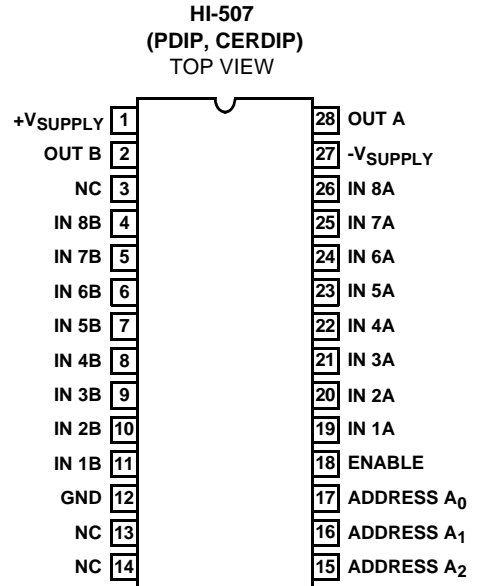 HI-507
(PDIP, CERDIP)
TOP VIEW
+VSUPPLY 1 28 OUT A
OUT B 2 27 -VSUPPLY
NC 3 26 IN 8A
IN 8B 4 25 IN 7A
IN 7B 5 24 IN 6A
IN 6B 6 23 IN 5A
IN 5B 7 22 IN 4A
IN 4B 8 21 IN 3A
IN 3B 9 20 IN 2A
IN 2B 10 19 IN 1A
IN 1B 11 18 ENABLE
GND 12 17 ADDRESS A0
NC 13 16 ADDRESS A1
NC 14 15 ADDRESS A2